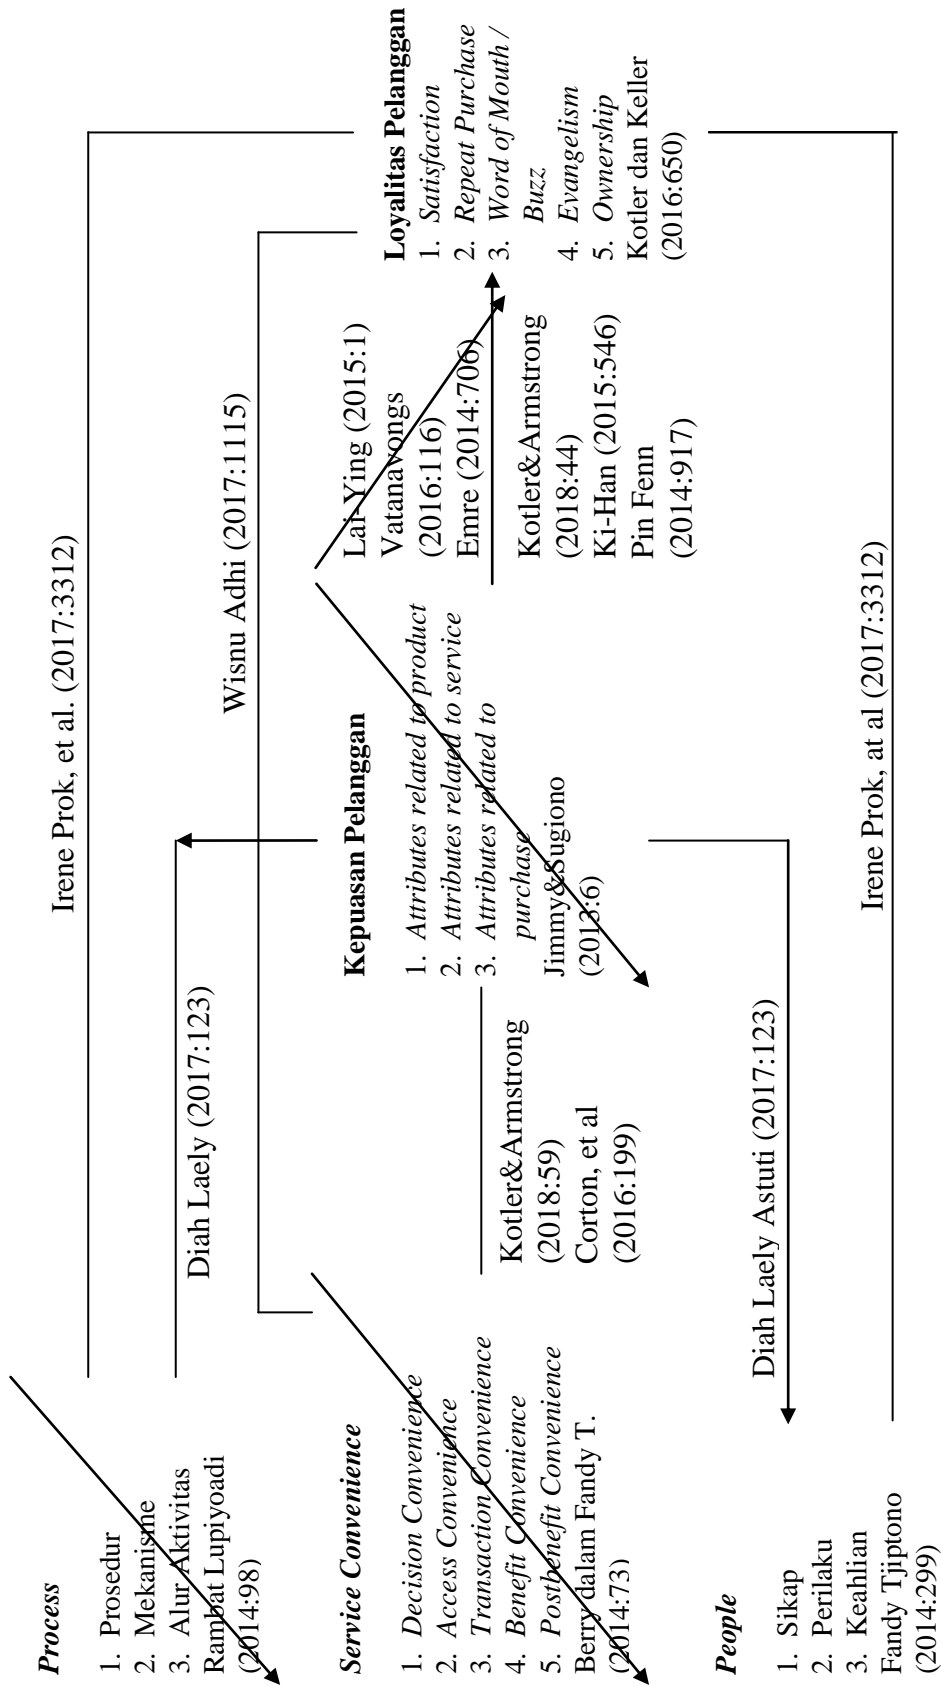 Irene Prok, et al. (2017:3312)
Wisnu Adhi (2017:1115)
Diah Laely (2017:123)
Process
1. Prosedur
2. Mekanisme
3. Alur Aktivitas
Rambat Lupiyoadi
(2014:98)
Service Convenience
1. Decision Convenience
2. Access Convenience
3. Transaction Convenience
4. Benefit Convenience
5. Postbenefit Convenience
Berry dalam Fandy T.
(2014:73)
People
1. Sikap
2. Perilaku
3. Keahlian
Fandy Tjiptono
(2014:299)
Kotler&Armstrong
(2018:59)
Corton, et al
(2016:199)
Diah Laely Astuti (2017:123)
Kepuasan Pelanggan
1. Attributes related to product
2. Attributes related to service
3. Attributes related to
purchase
Jimmy&Sugiono
(2013:6)
Lai-Ying (2015:1)
Vatanavongs
(2016:116)
Emre (2014:706)
Kotler&Armstrong
(2018:44)
Ki-Han (2015:546)
Pin Fenn
(2014:917)
Irene Prok, at al (2017:3312)
Loyalitas Pelanggan
1. Satisfaction
2. Repeat Purchase
3. Word of Mouth /
Buzz
4. Evangelism
5. Ownership
Kotler dan Keller
(2016:650)